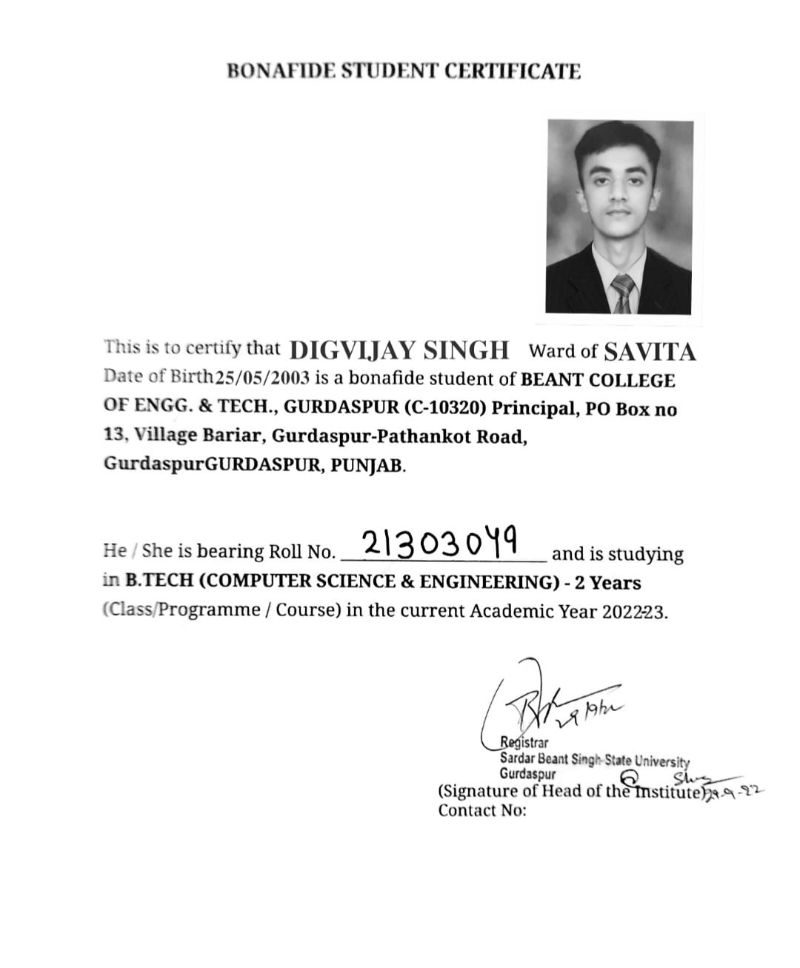 BONAFIDE STUDENT CERTIFICATE
This is to certify that DIGVIJAY SINGH Ward of SAVITA
Date of Birth25/05/2003 is a bonafide student of BEANT COLLEGE
OF ENGG. & TECH., GURDASPUR (C-10320) Principal, PO Box no
13, Village Bariar, Gurdaspur-Pathankot Road,
GurdaspurGURDASPUR, PUNJAB.
He / She is bearing Roll No. 21303049 and is studying
in B.TECH (COMPUTER SCIENCE & ENGINEERING) - 2 Years
(Class/Programme / Course) in the current Academic Year 2022-23.
Registrar
Sardar Beant Singh State University
Gurdaspur
(Signature of Head of the Institute) 29-9-22
Contact No: